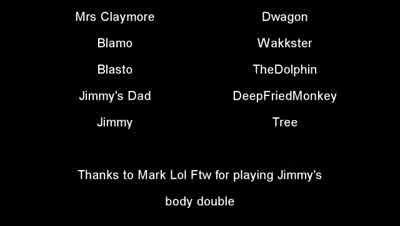 Mrs Claymore Dwagon
Blamo Wakkster
Blasto TheDolphin
Jimmy's Dad DeepFriedMonkey
Jimmy Tree
Thanks to Mark Lol Ftw for playing Jimmy's
body double